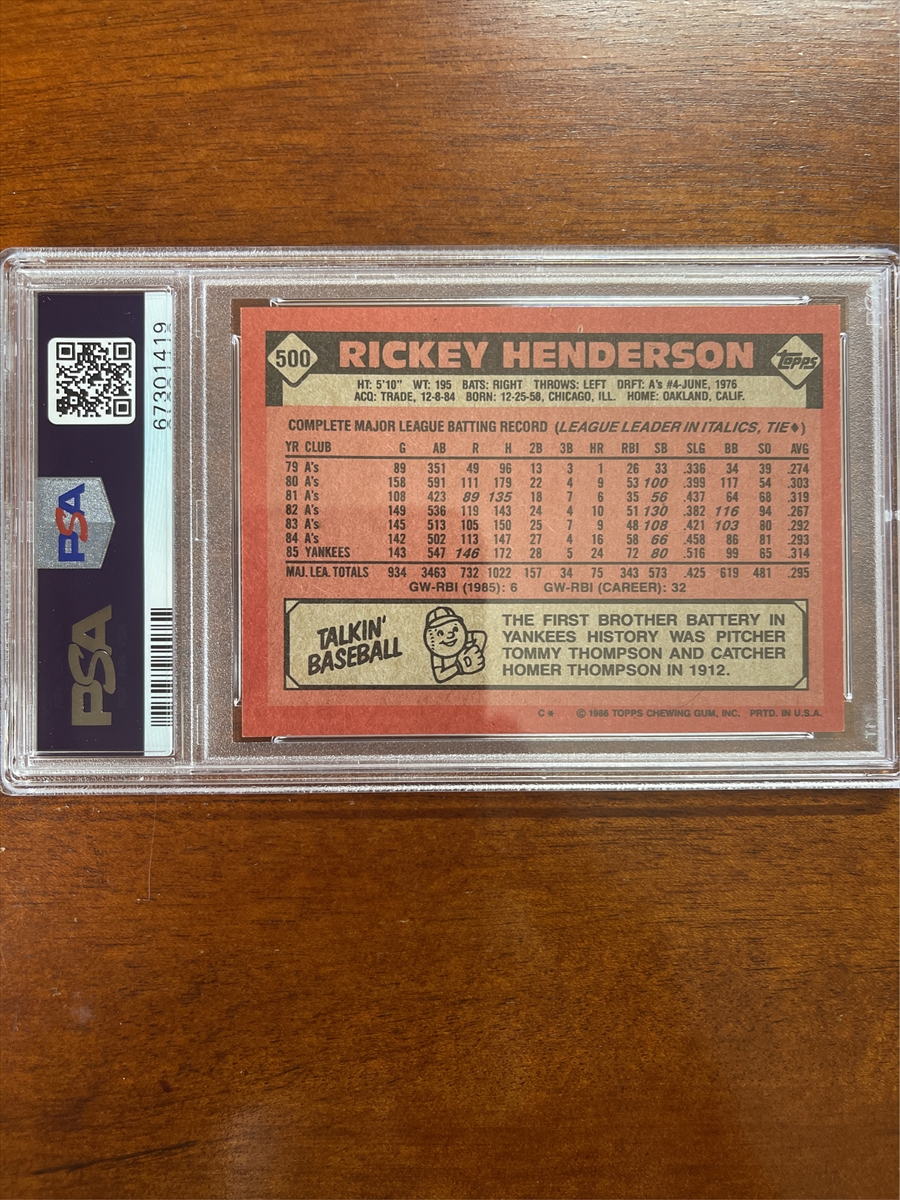 67301419
PSA
PSA
500 RICKEY HENDERSON topps
HT: 5'10" WT: 195 BATS: RIGHT THROWS: LEFT DRFT: A's #4-JUNE, 1976
ACQ: TRADE, 12-8-84 BORN: 12-25-58, CHICAGO, ILL. HOME: OAKLAND, CALIF.
COMPLETE MAJOR LEAGUE BATTING RECORD (LEAGUE LEADER IN ITALICS, TIE♦)
YR CLUB G AB R H 2B 3B HR RBI SB SLG BB SO AVG
79 A's 89 351 49 96 13 3 1 26 33 .336 34 39 .274
80 A's 158 591 111 179 22 4 9 53 100 .399 117 54 .303
81 A's 108 423 89 135 18 7 6 35 56 .437 64 68 .319
82 A's 149 536 119 143 24 4 10 51 130 .382 116 94 .267
83 A's 145 513 105 150 25 7 9 48 108 .421 103 80 .292
84 A's 142 502 113 147 27 4 16 58 66 .458 86 81 .293
85 YANKEES 143 547 146 172 28 5 24 72 80 .516 99 65 .314
MAJ. LEA. TOTALS 934 3463 732 1022 157 34 75 343 573 .425 619 481 .295
GW-RBI (1985): 6 GW-RBI (CAREER): 32
TALKIN'
BASEBALL
THE FIRST BROTHER BATTERY IN
YANKEES HISTORY WAS PITCHER
TOMMY THOMPSON AND CATCHER
HOMER THOMPSON IN 1912.
C* © 1986 TOPPS CHEWING GUM, INC. PRTD. IN U.S.A.